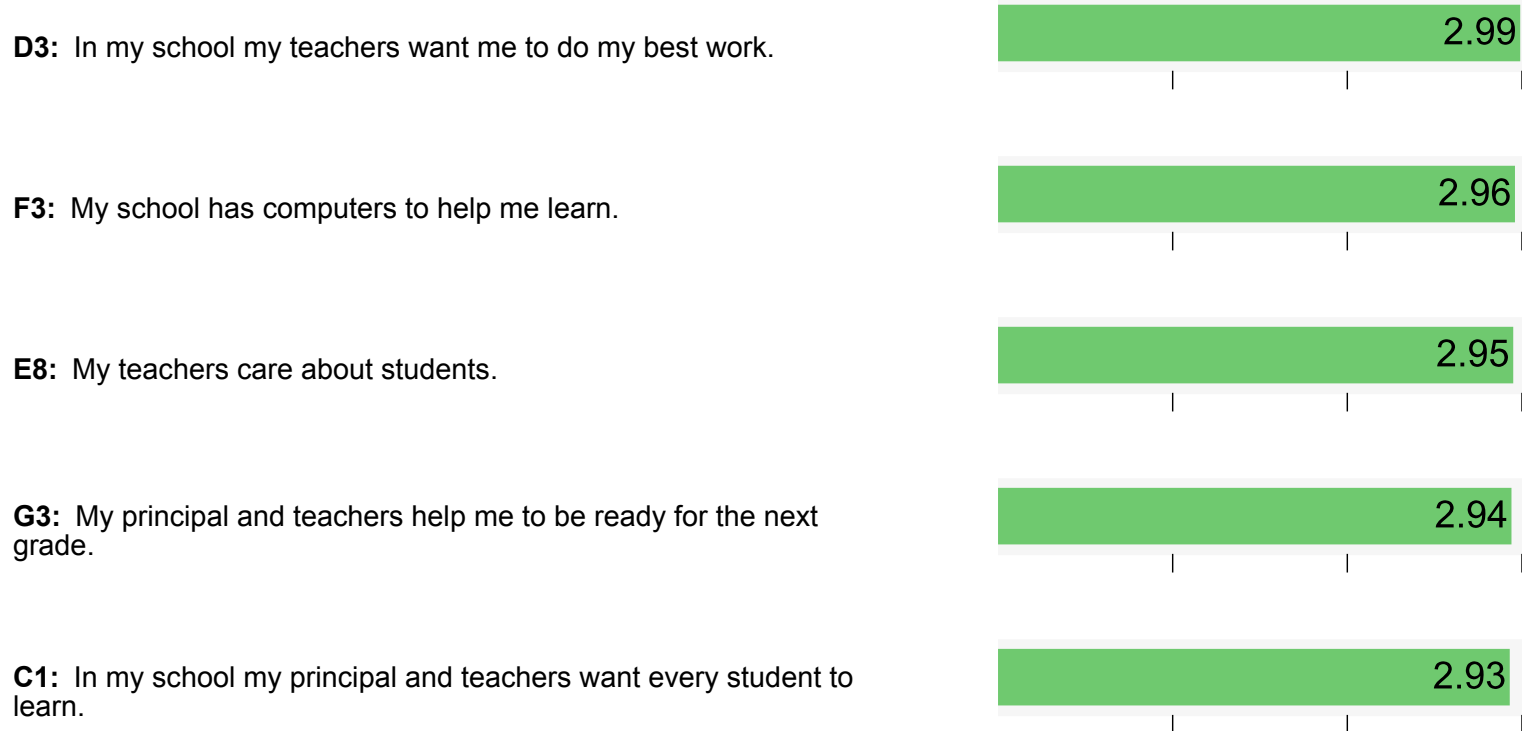 D3: In my school my teachers want me to do my best work.
2.99
F3: My school has computers to help me learn.
2.96
E8: My teachers care about students.
2.95
G3: My principal and teachers help me to be ready for the next
grade.
2.94
C1: In my school my principal and teachers want every student to
learn.
2.93